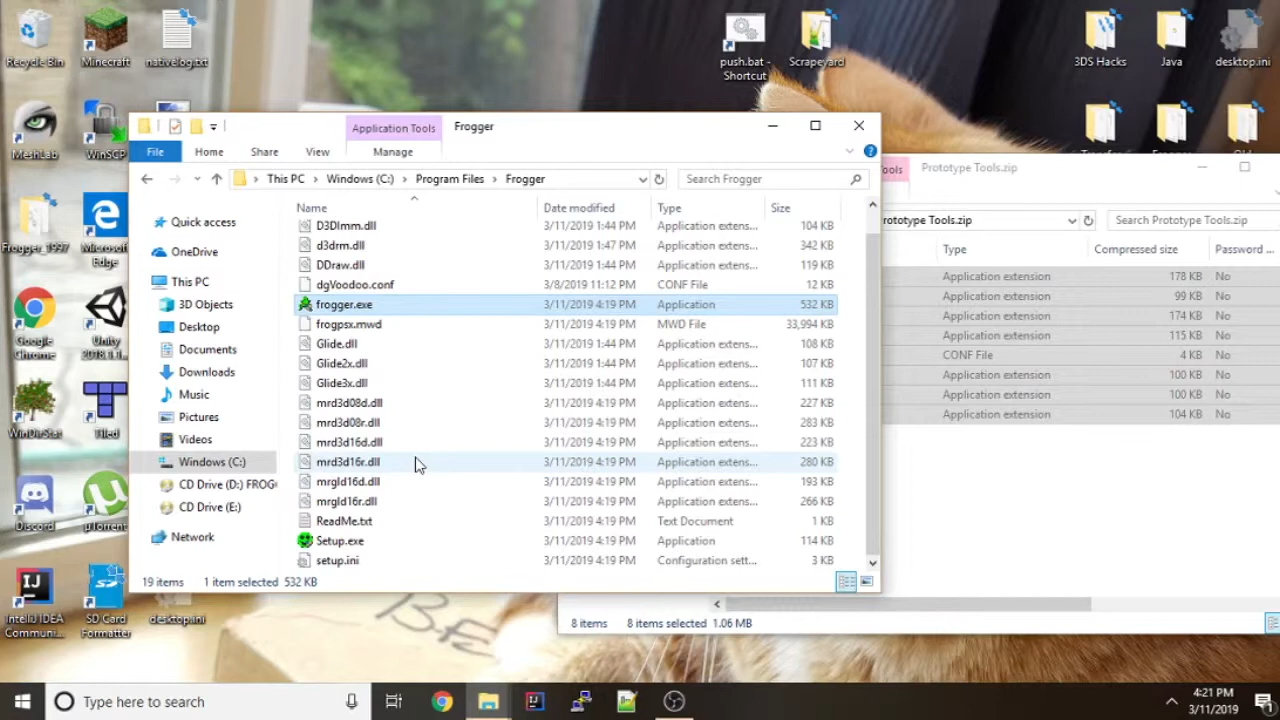 Recycle Bin
Minecraft
nativelog.txt
push.bat -
Shortcut
Scrapeyard
3DS Hacks
Java
desktop.ini
MeshLab
WinSCP
Frogger_1997
Microsoft
Edge
Google
Chrome
Unity
2018.1.1...
WinDirStat
Tiled
Discord
µTorrent
IntelliJ IDEA
Communi...
SD Card
Formatter
desktop.ini
Application Tools
Frogger
File
Home
Share
View
Manage
This PC > Windows (C:) > Program Files > Frogger
Search Frogger
Name Date modified Type Size
D3DImm.dll 3/11/2019 1:44 PM Application extens... 104 KB
d3drm.dll 3/11/2019 1:47 PM Application extens... 342 KB
DDraw.dll 3/11/2019 1:44 PM Application extens... 119 KB
dgVoodoo.conf 3/8/2019 11:12 PM CONF File 12 KB
frogger.exe 3/11/2019 4:19 PM Application 532 KB
frogpsx.mwd 3/11/2019 4:19 PM MWD File 33,994 KB
Glide.dll 3/11/2019 1:44 PM Application extens... 108 KB
Glide2x.dll 3/11/2019 1:44 PM Application extens... 107 KB
Glide3x.dll 3/11/2019 1:44 PM Application extens... 111 KB
mrd3d08d.dll 3/11/2019 4:19 PM Application extens... 227 KB
mrd3d08r.dll 3/11/2019 4:19 PM Application extens... 283 KB
mrd3d16d.dll 3/11/2019 4:19 PM Application extens... 223 KB
mrd3d16r.dll 3/11/2019 4:19 PM Application extens... 280 KB
mrgld16d.dll 3/11/2019 4:19 PM Application extens... 193 KB
mrgld16r.dll 3/11/2019 4:19 PM Application extens... 266 KB
ReadMe.txt 3/11/2019 4:19 PM Text Document 1 KB
Setup.exe 3/11/2019 4:19 PM Application 114 KB
setup.ini 3/11/2019 4:19 PM Configuration sett... 3 KB
Quick access
OneDrive
This PC
3D Objects
Desktop
Documents
Downloads
Music
Pictures
Videos
Windows (C:)
CD Drive (D:) FROG
CD Drive (E:)
Network
19 items 1 item selected 532 KB
ools
Prototype Tools.zip
rototype Tools.zip
Search Prototype Tools.zip
Type Compressed size Password ...
Application extension 178 KB No
Application extension 99 KB No
Application extension 174 KB No
Application extension 115 KB No
CONF File 4 KB No
Application extension 100 KB No
Application extension 100 KB No
Application extension 104 KB No
8 items 8 items selected 1.06 MB
BE
Type here to search
4:21 PM
3/11/2019
1